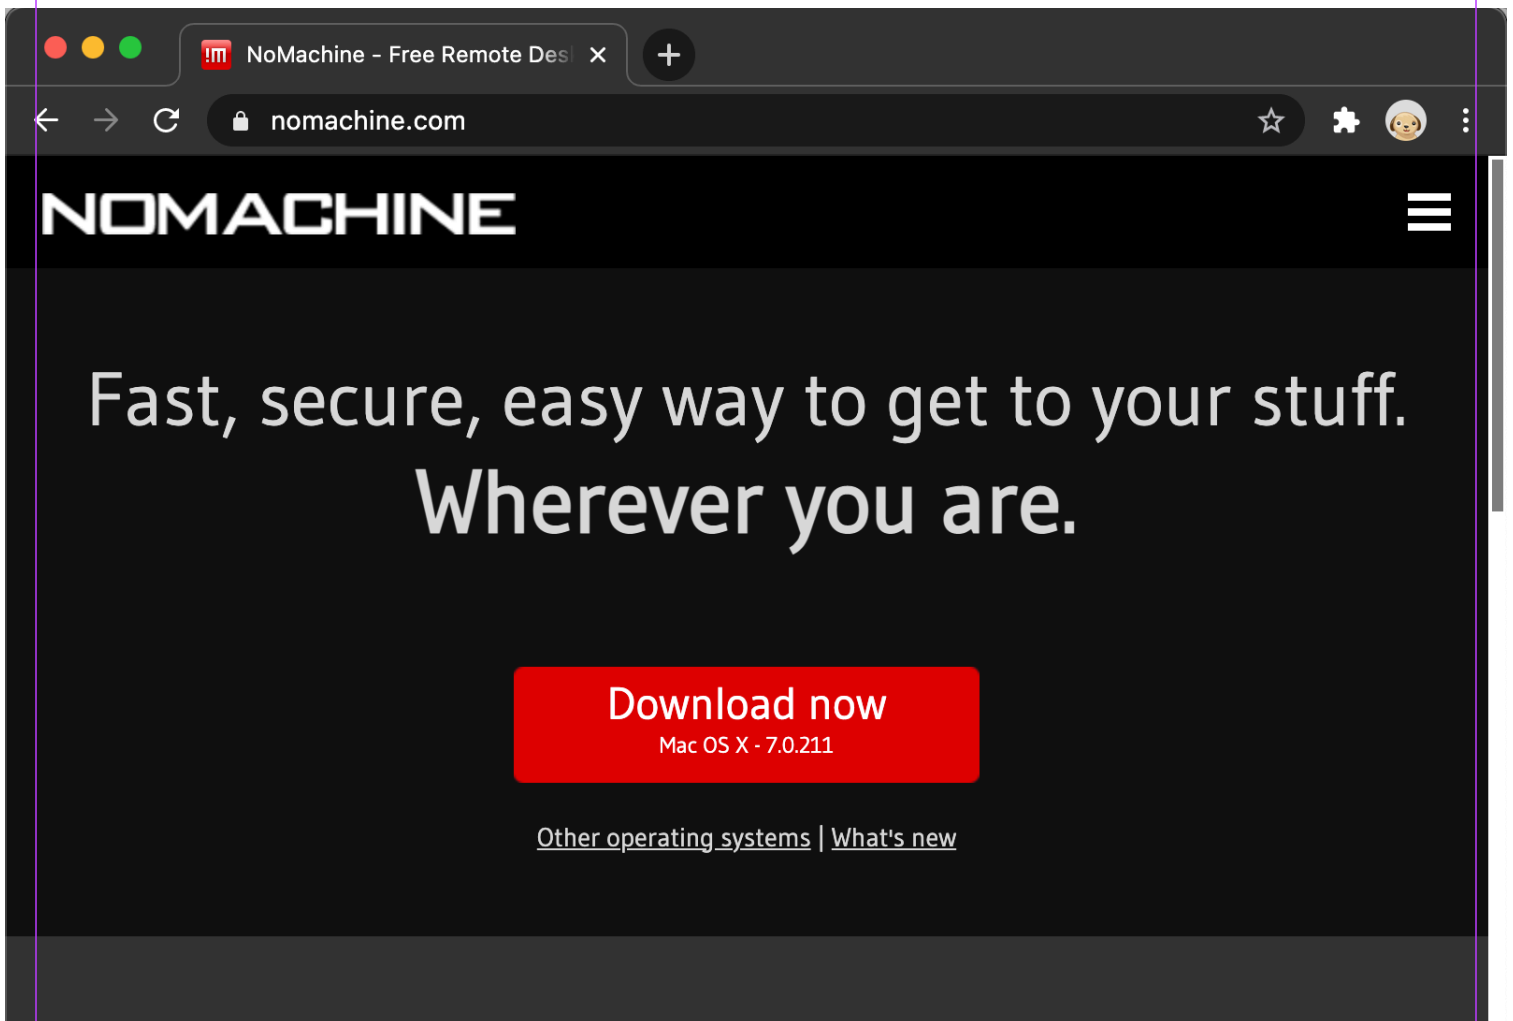 NoMachine - Free Remote Des
nomachine.com
NOMACHINE
Fast, secure, easy way to get to your stuff.
Wherever you are.
Download now
Mac OS X - 7.0.211
Other operating systems | What's new